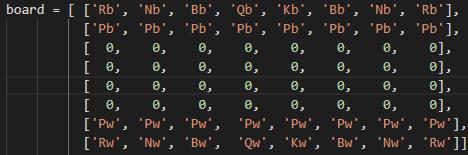 board = [ ['Rb', 'Nb', 'Bb', 'Qb', 'Kb', 'Bb', 'Nb', 'Rb'],
['Pb', 'Pb', 'Pb', 'Pb', 'Pb', 'Pb', 'Pb', 'Pb'],
[ 0, 0, 0, 0, 0, 0, 0, 0],
[ 0, 0, 0, 0, 0, 0, 0, 0],
[ 0, 0, 0, 0, 0, 0, 0, 0],
[ 0, 0, 0, 0, 0, 0, 0, 0],
['Pw', 'Pw', 'Pw', 'Pw', 'Pw', 'Pw', 'Pw', 'Pw'],
['Rw', 'Nw', 'Bw', 'Qw', 'Kw', 'Bw', 'Nw', 'Rw']]